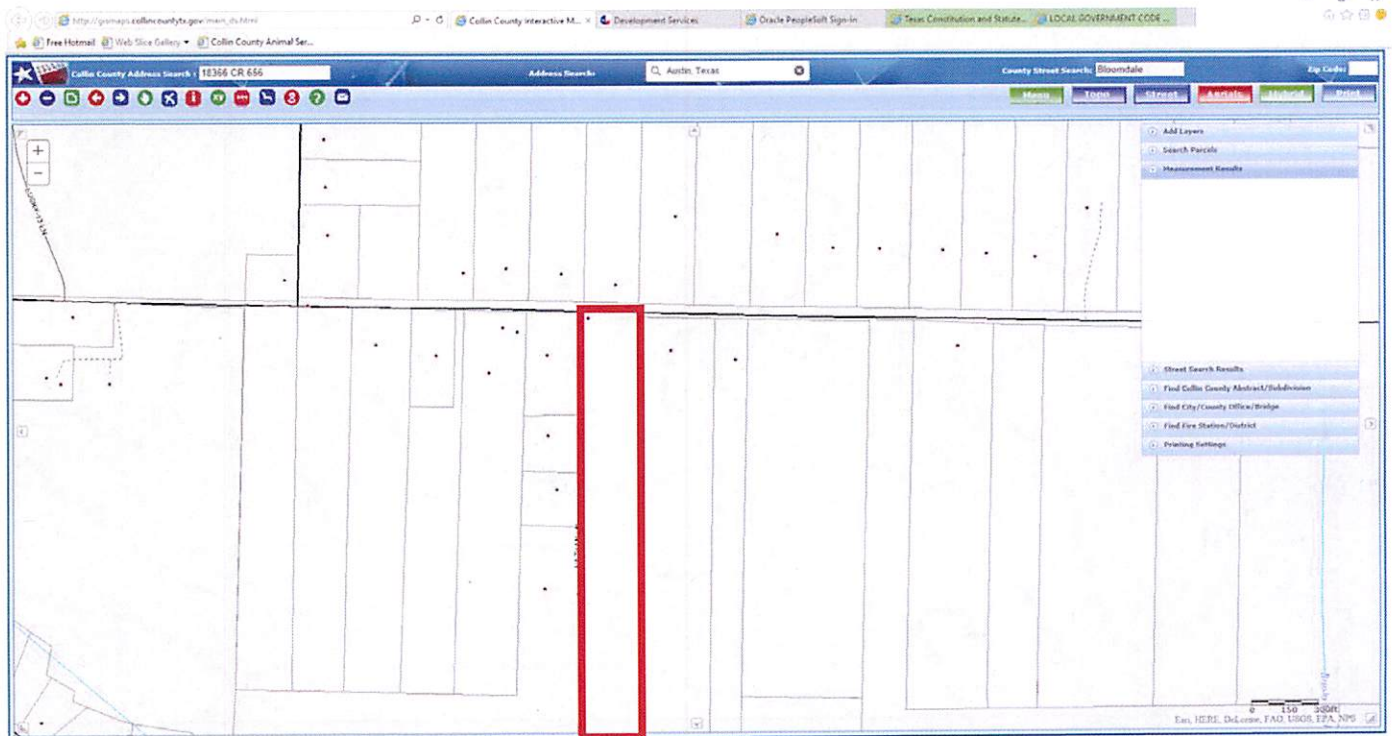 http://gismaps.collincountytx.gov/main_ds.html
Collin County Interactive M...
Development Services
Oracle PeopleSoft Sign-in
Texas Constitution and Statute...
LOCAL GOVERNMENT CODE ...
Free Hotmail
Web Slice Gallery
Collin County Animal Ser...
Collin County Address Search :
18366 CR 656
Address Search:
Austin, Texas
County Street Search:
Bloomdale
Zip Code:
Menu
Topo
Street
Aerials
Hybrid
Print
+
−
Add Layers
Search Parcels
Measurement Results
Street Search Results
Find Collin County Abstract/Subdivision
Find City/County Office/Bridge
Find Fire Station/District
Printing Settings
0 150 300ft
Esri, HERE, DeLorme, FAO, USGS, EPA, NPS